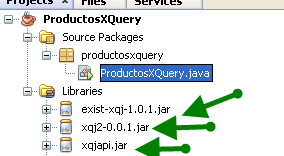 Projects x Files Services
ProductosXQuery
Source Packages
productosxquery
ProductosXQuery.java
Libraries
exist-xqj-1.0.1.jar
xqj2-0.0.1.jar
xqjapi.jar